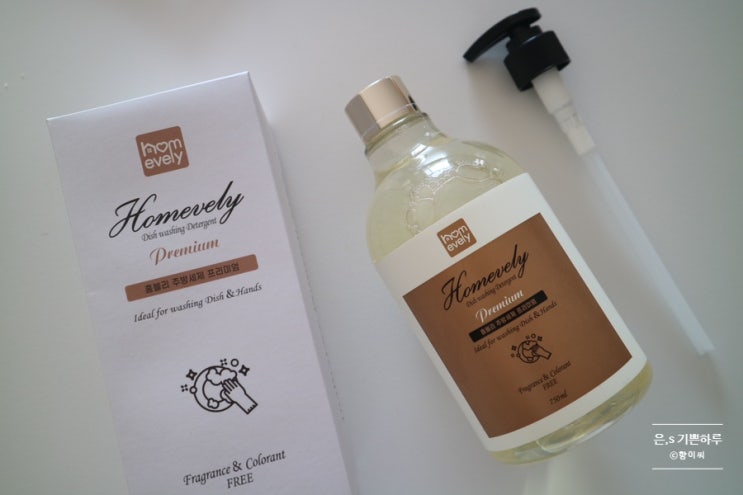 hom
evely
Homevely
Dish washing Detergent
Premium
홈블리 주방세제 프리미엄
Ideal for washing Dish & Hands
Fragrance & Colorant
FREE
hom
evely
Homevely
Dish washing Detergent
Premium
홈블리 주방세제 프리미엄
Ideal for washing Dish & Hands
Fragrance & Colorant
FREE
750ml
은,s 기쁜하루
©향이씨